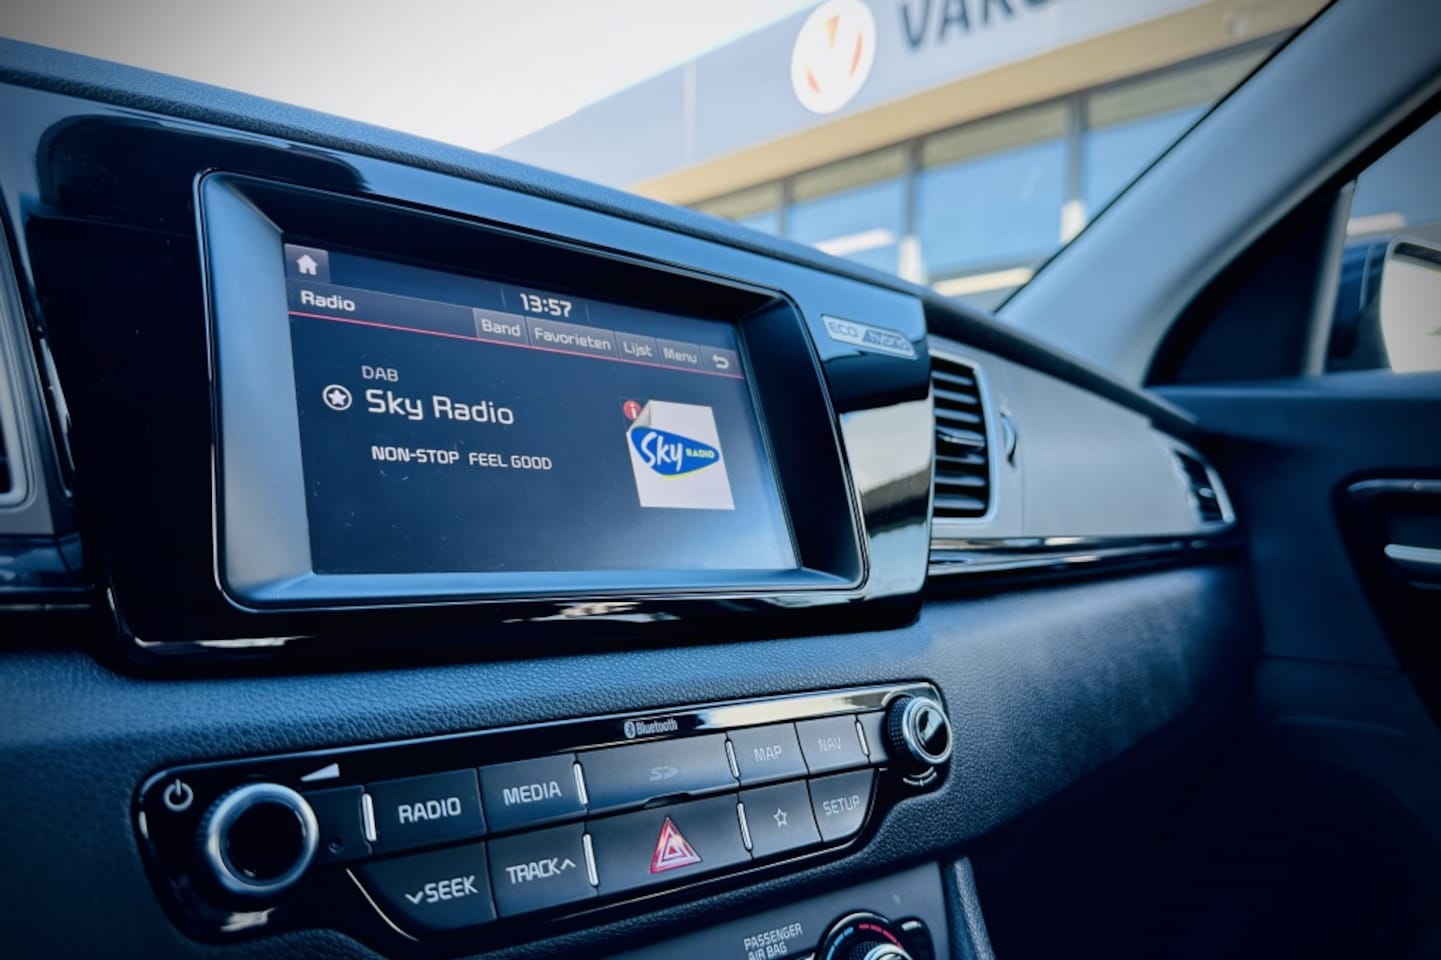 13:57
Radio
Band
Favorieten
Lijst
Menu
DAB
Sky Radio
NON-STOP FEEL GOOD
i
Sky RADIO
ECO hybrid
Bluetooth
RADIO
MEDIA
MAP
NAV
SEEK
TRACK
SETUP
PASSENGER
AIR BAG